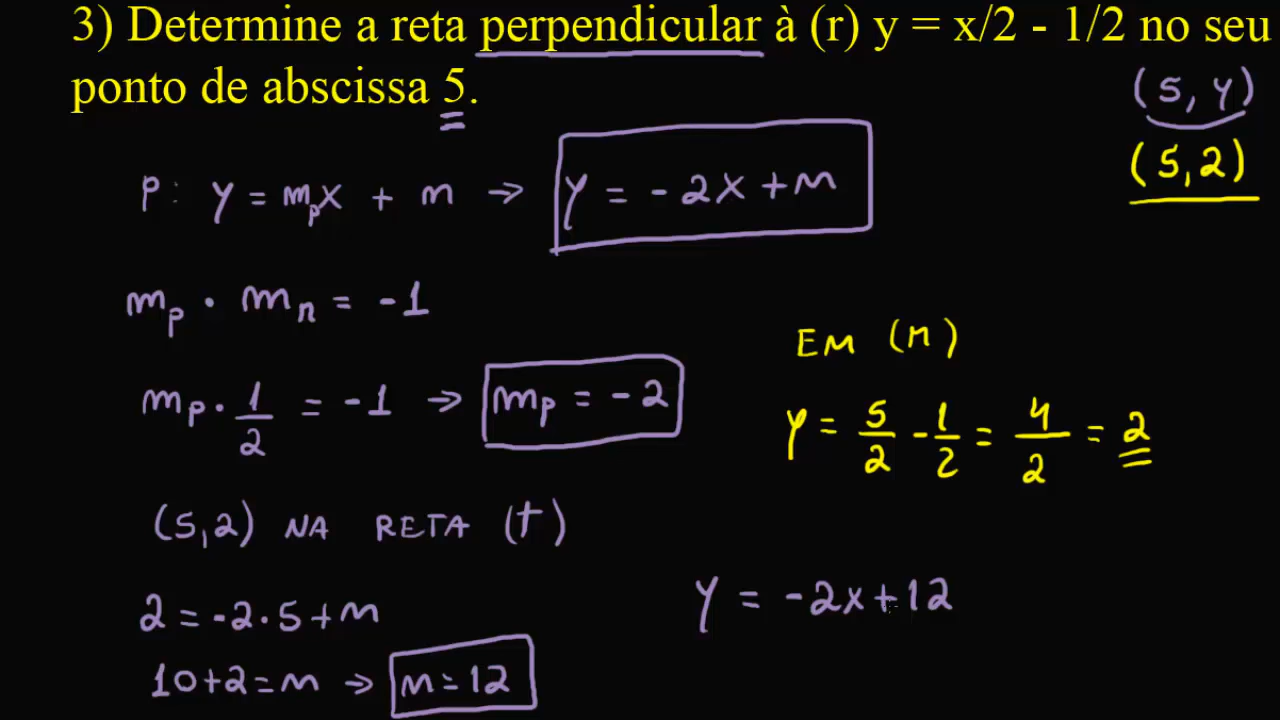 3) Determine a reta perpendicular à (r) y = x/2 - 1/2 no seu
ponto de abscissa 5.
(5, y)
(5,2)
p: y = mₚx + m → y = -2x + m
mₚ · mᵣ = -1
mₚ · 1/2 = -1 → mₚ = -2
EM (r)
y = 5/2 - 1/2 = 4/2 = 2
(5,2) NA RETA (t)
2 = -2·5 + m
y = -2x + 12
10+2 = m → m = 12